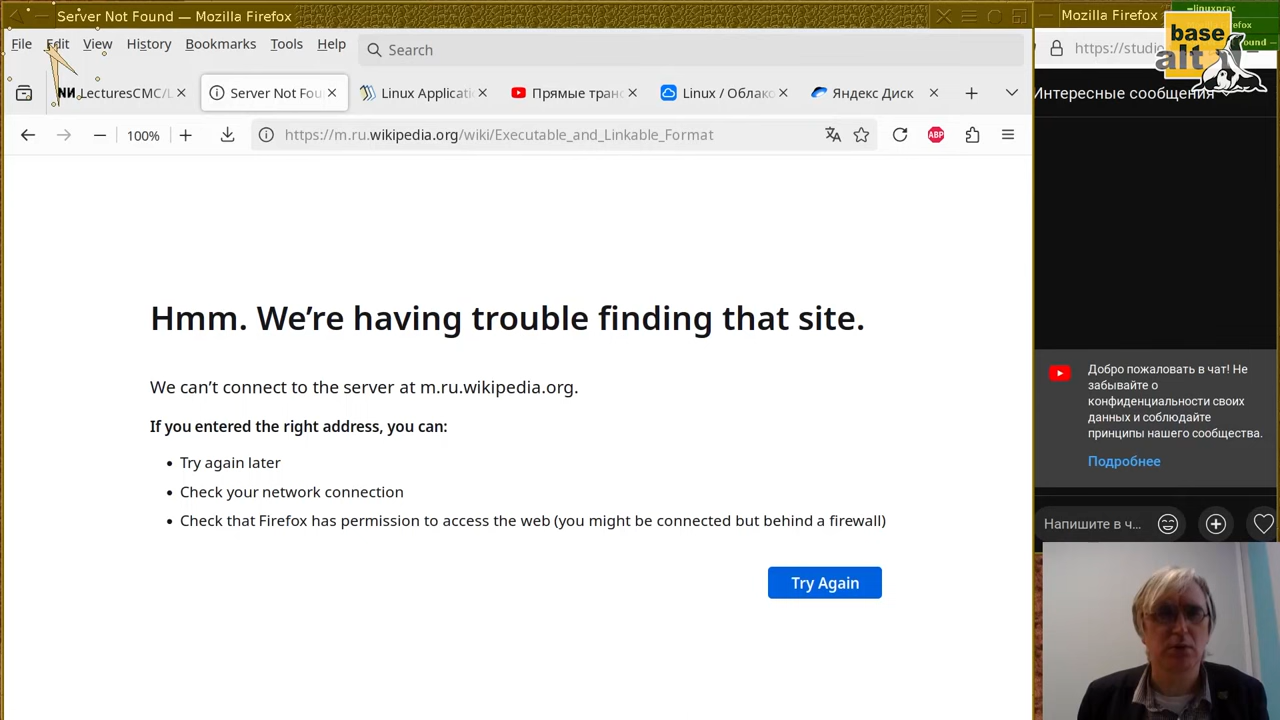 Server Not Found — Mozilla Firefox
Mozilla Firefox
base
alt
File Edit View History Bookmarks Tools Help
Search
https://studio
LecturesCMC/L
Server Not Fou
Linux Applicati
Прямые тран
Linux / Облако
Яндекс Диск
Интересные сообщения
100%
https://m.ru.wikipedia.org/wiki/Executable_and_Linkable_Format
ABP
Hmm. We’re having trouble finding that site.
We can’t connect to the server at m.ru.wikipedia.org.
If you entered the right address, you can:
• Try again later
• Check your network connection
• Check that Firefox has permission to access the web (you might be connected but behind a firewall)
Try Again
Добро пожаловать в чат! Не
забывайте о
конфиденциальности своих
данных и соблюдайте
принципы нашего сообщества.
Подробнее
Напишите в ч...